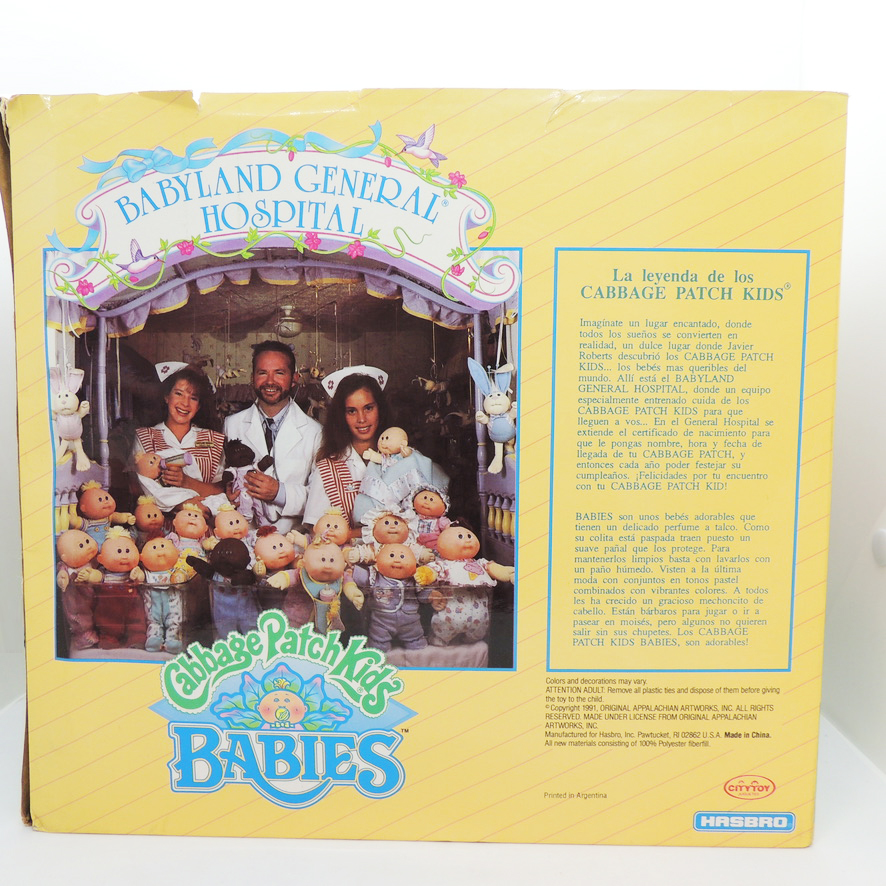 BABYLAND GENERAL®
HOSPITAL
La leyenda de los
CABBAGE PATCH KIDS®
Imagínate un lugar encantado, donde
todos los sueños se convierten en
realidad, un dulce lugar donde Javier
Roberts descubrió los CABBAGE PATCH
KIDS... los bebés mas queribles del
mundo. Allí está el BABYLAND
GENERAL HOSPITAL, donde un equipo
especialmente entrenado cuida de los
CABBAGE PATCH KIDS para que
lleguen a vos... En el General Hospital se
extiende el certificado de nacimiento para
que le pongas nombre, hora y fecha de
llegada de tu CABBAGE PATCH, y
entonces cada año poder festejar su
cumpleaños. ¡Felicidades por tu encuentro
con tu CABBAGE PATCH KID!
BABIES son unos bebés adorables que
tienen un delicado perfume a talco. Como
su colita está paspada traen puesto un
suave pañal que los protege. Para
mantenerlos limpios basta con lavarlos con
un paño húmedo. Visten a la última
moda con conjuntos en tonos pastel
combinados con vibrantes colores. A todos
les ha crecido un gracioso mechoncito de
cabello. Están bárbaros para jugar o ir a
pasear en moisés, pero algunos no quieren
salir sin sus chupetes. Los CABBAGE
PATCH KIDS BABIES, son adorables!
Cabbage Patch Kids®
BABIES™
Colors and decorations may vary.
ATTENTION ADULT: Remove all plastic ties and dispose of them before giving
the toy to the child.
© Copyright 1991, ORIGINAL APPALACHIAN ARTWORKS, INC. ALL RIGHTS
RESERVED. MADE UNDER LICENSE FROM ORIGINAL APPALACHIAN
ARTWORKS, INC.
Manufactured for Hasbro, Inc. Pawtucket, RI 02862 U.S.A. Made in China.
All new materials consisting of 100% Polyester fiberfill.
Printed in Argentina
CITYTOY
HASBRO